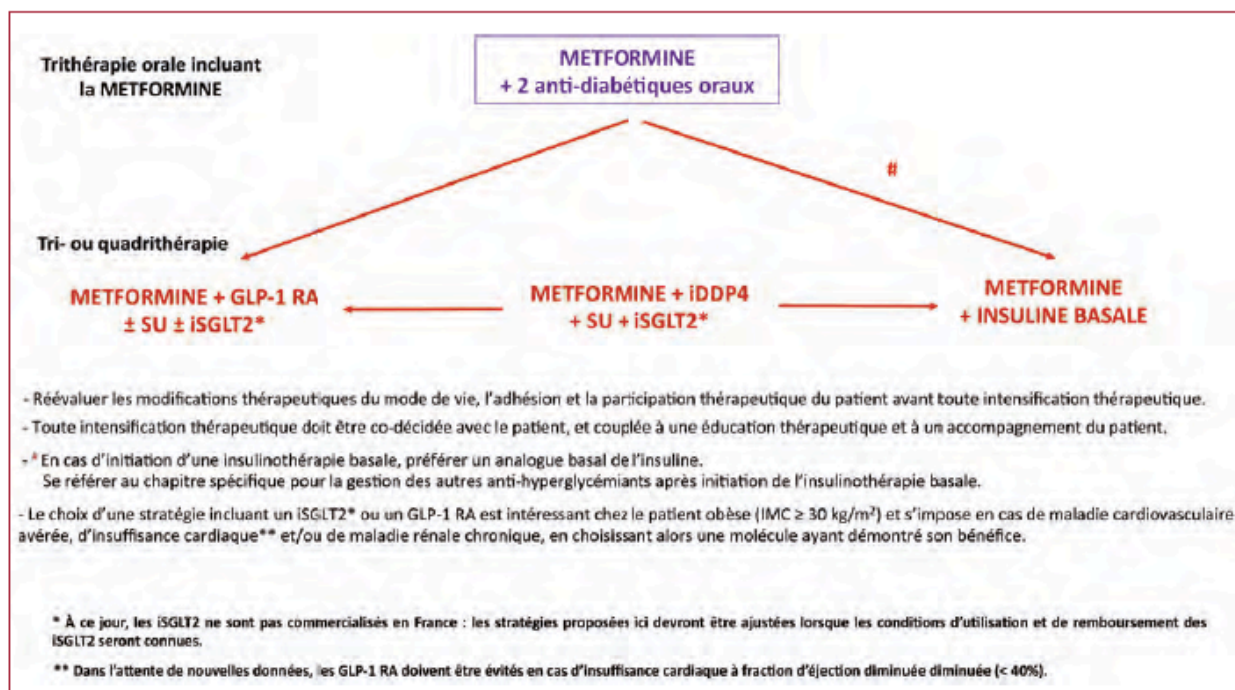 Trithérapie orale incluant
la METFORMINE
METFORMINE
+ 2 anti-diabétiques oraux
#
Tri- ou quadrithérapie
METFORMINE + GLP-1 RA
± SU ± iSGLT2*
METFORMINE + iDDP4
+ SU + iSGLT2*
METFORMINE
+ INSULINE BASALE
- Réévaluer les modifications thérapeutiques du mode de vie, l'adhésion et la participation thérapeutique du patient avant toute intensification thérapeutique.
- Toute intensification thérapeutique doit être co-décidée avec le patient, et couplée à une éducation thérapeutique et à un accompagnement du patient.
- # En cas d'initiation d'une insulinothérapie basale, préférer un analogue basal de l'insuline.
Se référer au chapitre spécifique pour la gestion des autres anti-hyperglycémiants après initiation de l'insulinothérapie basale.
- Le choix d'une stratégie incluant un iSGLT2* ou un GLP-1 RA est intéressant chez le patient obèse (IMC ≥ 30 kg/m²) et s'impose en cas de maladie cardiovasculaire
avérée, d'insuffisance cardiaque** et/ou de maladie rénale chronique, en choisissant alors une molécule ayant démontré son bénéfice.
* À ce jour, les iSGLT2 ne sont pas commercialisés en France : les stratégies proposées ici devront être ajustées lorsque les conditions d'utilisation et de remboursement des
iSGLT2 seront connues.
** Dans l'attente de nouvelles données, les GLP-1 RA doivent être évités en cas d'insuffisance cardiaque à fraction d'éjection diminuée diminuée (< 40%).